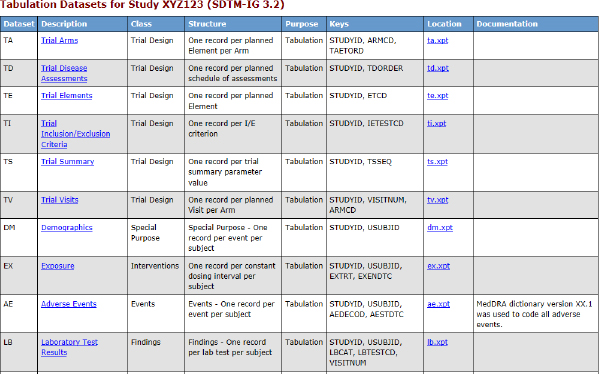 Tabulation Datasets for Study XYZ123 (SDTM-IG 3.2)
Dataset Description Class Structure Purpose Keys Location Documentation
TA Trial Arms Trial Design One record per planned Tabulation STUDYID, ARMCD, ta.xpt
Element per Arm TAETORD
TD Trial Disease Trial Design One record per planned Tabulation STUDYID, TDORDER td.xpt
Assessments schedule of assessments
TE Trial Elements Trial Design One record per planned Tabulation STUDYID, ETCD te.xpt
Element
TI Trial Trial Design One record per I/E Tabulation STUDYID, IETESTCD ti.xpt
Inclusion/Exclusion criterion
Criteria
TS Trial Summary Trial Design One record per trial Tabulation STUDYID, TSSEQ ts.xpt
summary parameter
value
TV Trial Visits Trial Design One record per planned Tabulation STUDYID, VISITNUM, tv.xpt
Visit per Arm ARMCD
DM Demographics Special Special Purpose - One Tabulation STUDYID, USUBJID dm.xpt
Purpose record per event per
subject
EX Exposure Interventions One record per constant Tabulation STUDYID, USUBJID, ex.xpt
dosing interval per EXTRT, EXENDTC
subject
AE Adverse Events Events Events - One record per Tabulation STUDYID, USUBJID, ae.xpt MedDRA dictionary version XX.1
event per subject AEDECOD, AESTDTC was used to code all adverse
events.
LB Laboratory Test Findings Findings - One record Tabulation STUDYID, USUBJID, lb.xpt
Results per lab test per subject LBCAT, LBTESTCD,
VISITNUM